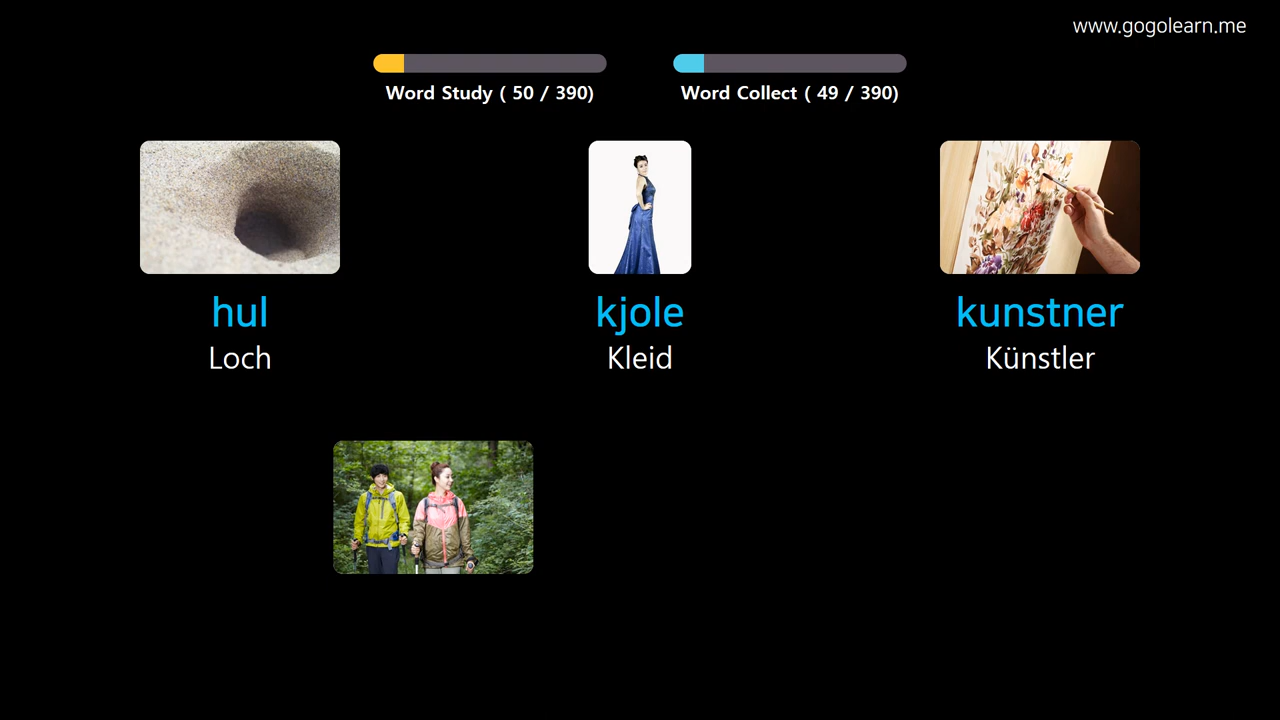 www.gogolearn.me
Word Study ( 50 / 390)
Word Collect ( 49 / 390)
hul
Loch
kjole
Kleid
kunstner
Künstler